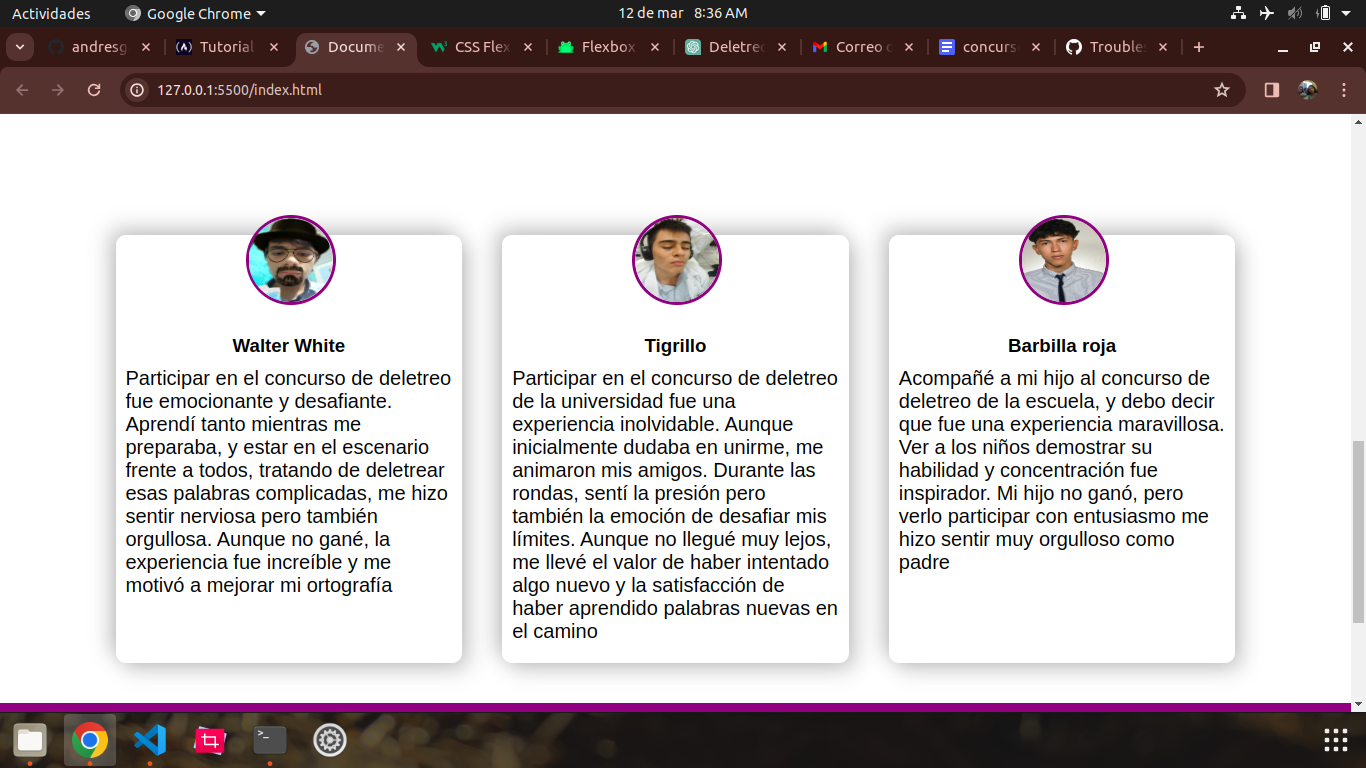 Actividades Google Chrome 12 de mar 8:36 AM
andresg Tutorial Docume CSS Flex Flexbox Deletreo Correo concurs Trouble
127.0.0.1:5500/index.html
Walter White
Participar en el concurso de deletreo
fue emocionante y desafiante.
Aprendí tanto mientras me
preparaba, y estar en el escenario
frente a todos, tratando de deletrear
esas palabras complicadas, me hizo
sentir nerviosa pero también
orgullosa. Aunque no gané, la
experiencia fue increíble y me
motivó a mejorar mi ortografía
Tigrillo
Participar en el concurso de deletreo
de la universidad fue una
experiencia inolvidable. Aunque
inicialmente dudaba en unirme, me
animaron mis amigos. Durante las
rondas, sentí la presión pero
también la emoción de desafiar mis
límites. Aunque no llegué muy lejos,
me llevé el valor de haber intentado
algo nuevo y la satisfacción de
haber aprendido palabras nuevas en
el camino
Barbilla roja
Acompañé a mi hijo al concurso de
deletreo de la escuela, y debo decir
que fue una experiencia maravillosa.
Ver a los niños demostrar su
habilidad y concentración fue
inspirador. Mi hijo no ganó, pero
verlo participar con entusiasmo me
hizo sentir muy orgulloso como
padre